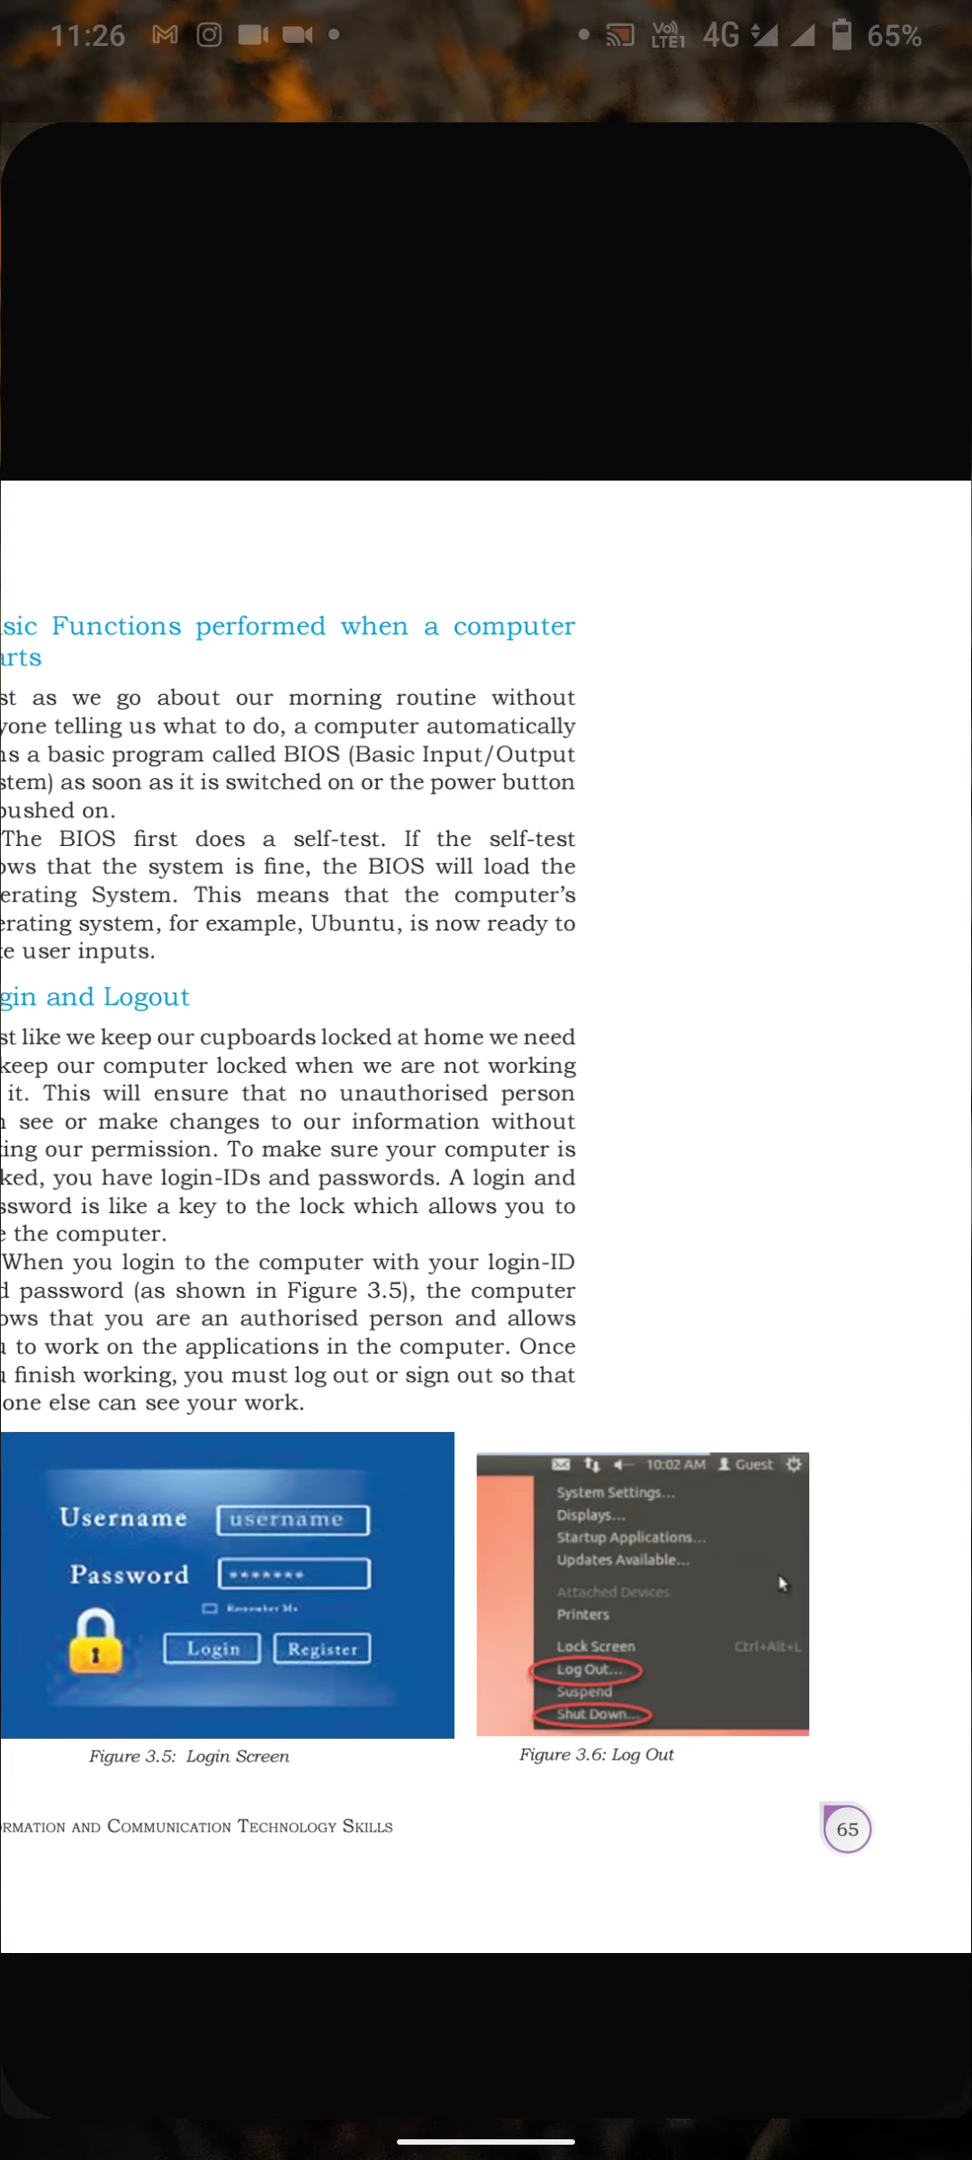 11:26
Vo)) 4G 65%
LTE1
sic Functions performed when a computer
arts
st as we go about our morning routine without
yone telling us what to do, a computer automatically
ns a basic program called BIOS (Basic Input/Output
stem) as soon as it is switched on or the power button
pushed on.
The BIOS first does a self-test. If the self-test
ows that the system is fine, the BIOS will load the
erating System. This means that the computer’s
erating system, for example, Ubuntu, is now ready to
ke user inputs.
gin and Logout
st like we keep our cupboards locked at home we need
keep our computer locked when we are not working
it. This will ensure that no unauthorised person
n see or make changes to our information without
king our permission. To make sure your computer is
ked, you have login-IDs and passwords. A login and
ssword is like a key to the lock which allows you to
e the computer.
When you login to the computer with your login-ID
d password (as shown in Figure 3.5), the computer
ows that you are an authorised person and allows
u to work on the applications in the computer. Once
u finish working, you must log out or sign out so that
one else can see your work.
Username username
Password *******
Remember Me
Login Register
10:02 AM Guest
System Settings...
Displays...
Startup Applications...
Updates Available...
Attached Devices
Printers
Lock Screen Ctrl+Alt+L
Log Out...
Suspend
Shut Down...
Figure 3.5: Login Screen
Figure 3.6: Log Out
RMATION AND COMMUNICATION TECHNOLOGY SKILLS
65